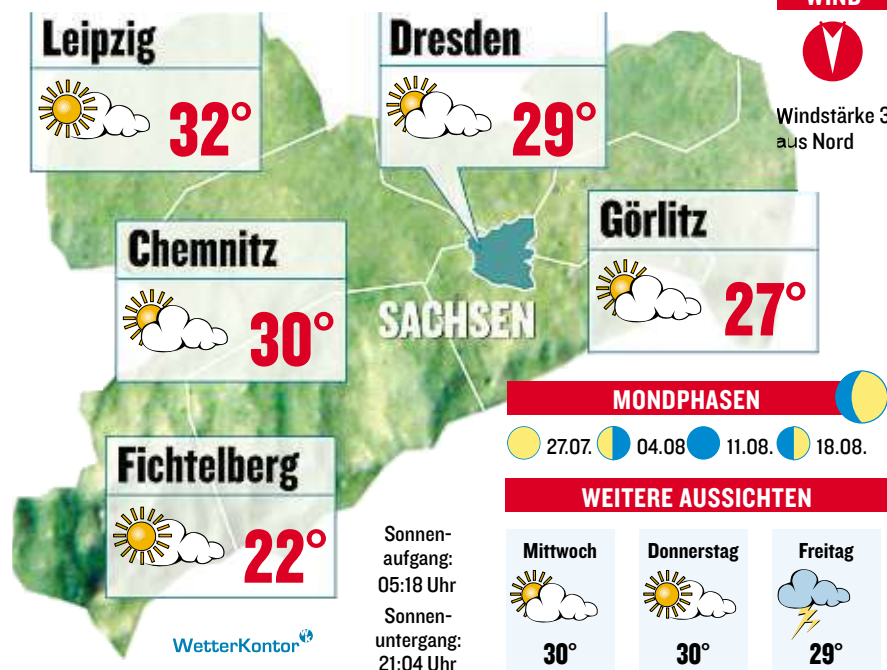 Leipzig
32°
Dresden
29°
WIND
Windstärke 3
aus Nord
Chemnitz
30°
Görlitz
27°
SACHSEN
Fichtelberg
22°
MONDPHASEN
27.07. 04.08 11.08. 18.08.
WEITERE AUSSICHTEN
Mittwoch
30°
Donnerstag
30°
Freitag
29°
Sonnen-
aufgang:
05:18 Uhr
Sonnen-
untergang:
21:04 Uhr
WetterKontor